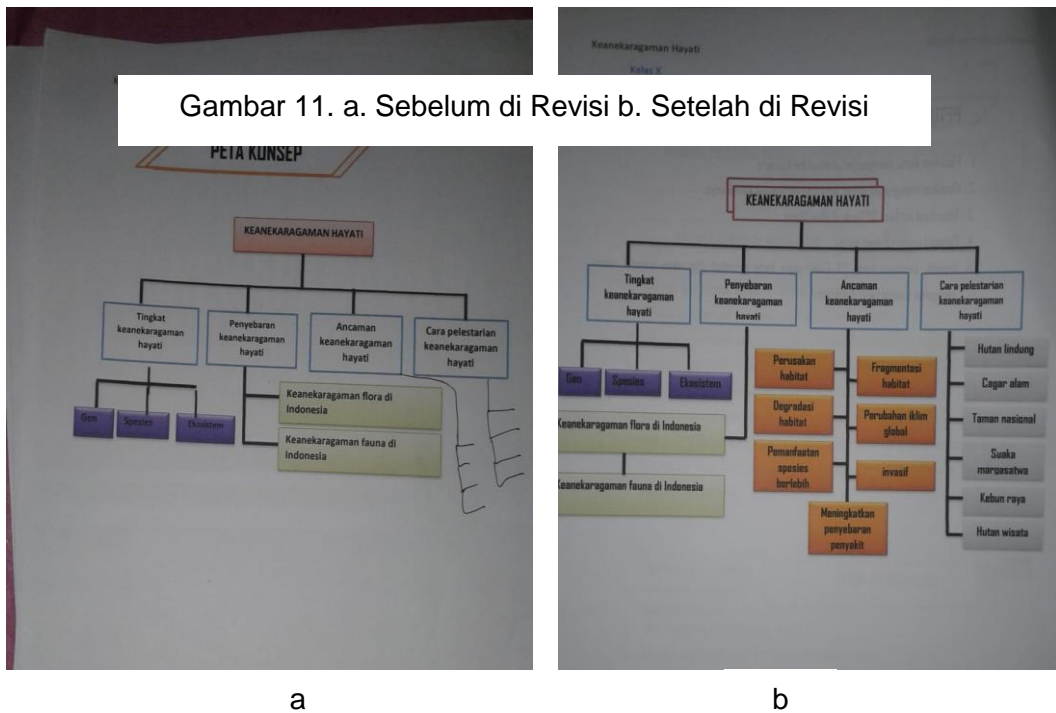 Keanekaragaman Hayati
Kelas X
Gambar 11. a. Sebelum di Revisi b. Setelah di Revisi
PETA KONSEP
KEANEKARAGAMAN HAYATI
Tingkat
keanekaragaman
hayati
Penyebaran
keanekaragaman
hayati
Ancaman
keanekaragaman
hayati
Cara pelestarian
keanekaragaman
hayati
Gen
Spesies
Ekosistem
Keanekaragaman flora di
Indonesia
Keanekaragaman fauna di
Indonesia
KEANEKARAGAMAN HAYATI
Tingkat
keanekaragaman
hayati
Penyebaran
keanekaragaman
hayati
Ancaman
keanekaragaman
hayati
Cara pelestarian
keanekaragaman
hayati
Gen
Spesies
Ekosistem
Keanekaragaman flora di Indonesia
Keanekaragaman fauna di Indonesia
Perusakan
habitat
Fragmentasi
habitat
Degradasi
habitat
Perubahan iklim
global
Pemanfaatan
spesies
berlebih
invasif
Meningkatkan
penyebaran
penyakit
Hutan lindung
Cagar alam
Taman nasional
Suaka
margasatwa
Kebun raya
Hutan wisata
a
b